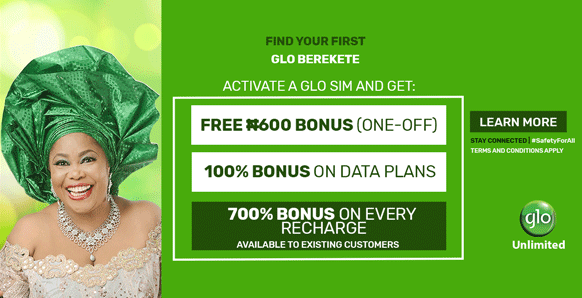 FIND YOUR FIRST
GLO BEREKETE
ACTIVATE A GLO SIM AND GET:
FREE ₦600 BONUS (ONE-OFF)
100% BONUS ON DATA PLANS
700% BONUS ON EVERY
RECHARGE
AVAILABLE TO EXISTING CUSTOMERS
LEARN MORE
STAY CONNECTED | #SafetyForAll
TERMS AND CONDITIONS APPLY
glo
Unlimited